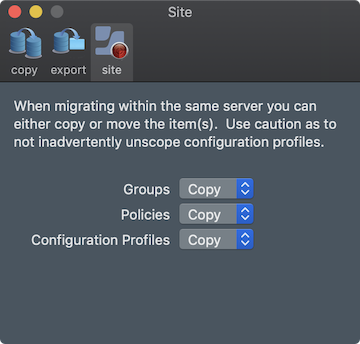 Site
copy export site
When migrating within the same server you can
either copy or move the item(s).  Use caution as to
not inadvertently unscope configuration profiles.
Groups Copy
Policies Copy
Configuration Profiles Copy